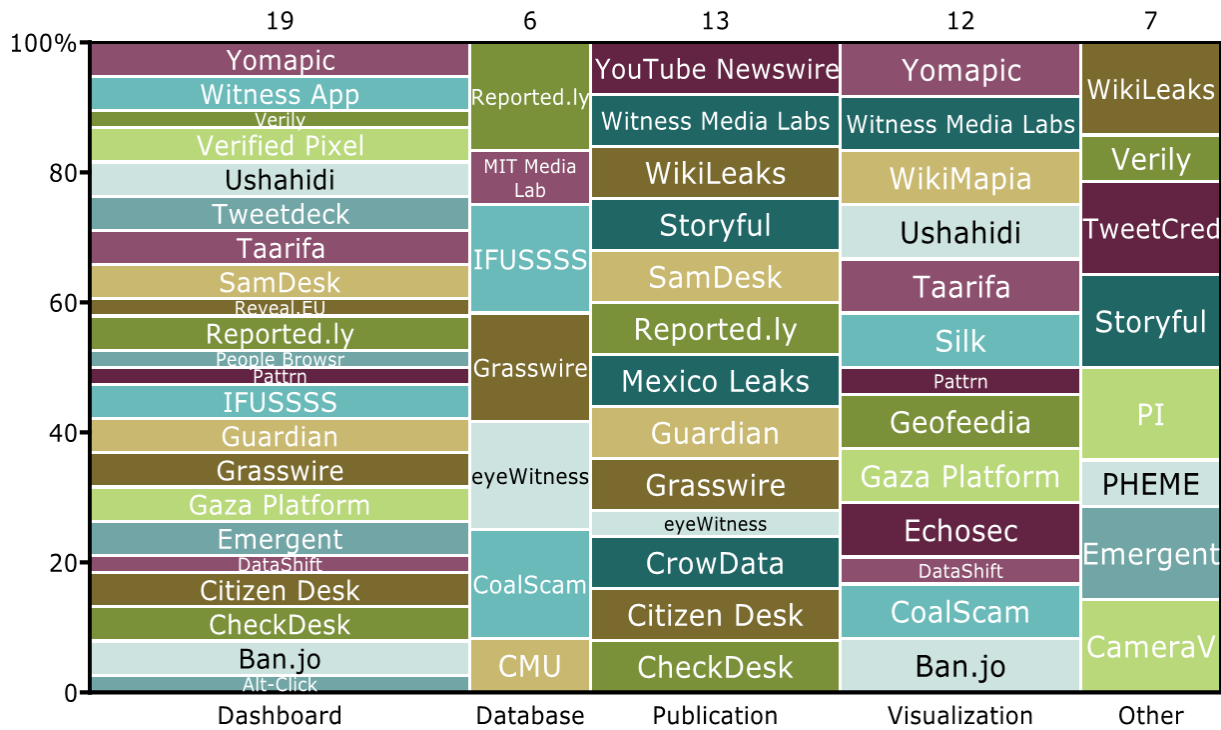 19
6
13
12
7
100%
80
60
40
20
0
Yomapic
Witness App
Verily
Verified Pixel
Ushahidi
Tweetdeck
Taarifa
SamDesk
Reveal.EU
Reported.ly
People Browsr
Pattrn
IFUSSSS
Guardian
Grasswire
Gaza Platform
Emergent
DataShift
Citizen Desk
CheckDesk
Ban.jo
Alt-Click
Reported.ly
MIT Media
Lab
IFUSSSS
Grasswire
eyeWitness
CoalScam
CMU
YouTube Newswire
Witness Media Labs
WikiLeaks
Storyful
SamDesk
Reported.ly
Mexico Leaks
Guardian
Grasswire
eyeWitness
CrowData
Citizen Desk
CheckDesk
Yomapic
Witness Media Labs
WikiMapia
Ushahidi
Taarifa
Silk
Pattrn
Geofeedia
Gaza Platform
Echosec
DataShift
CoalScam
Ban.jo
WikiLeaks
Verily
TweetCred
Storyful
PI
PHEME
Emergent
CameraV
Dashboard
Database
Publication
Visualization
Other